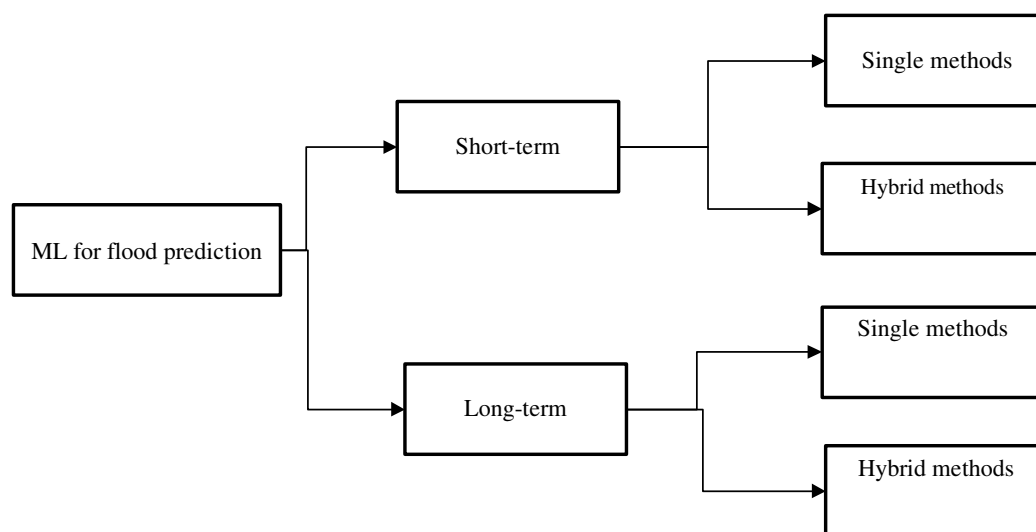 Single methods
Short-term
Hybrid methods
ML for flood prediction
Single methods
Long-term
Hybrid methods